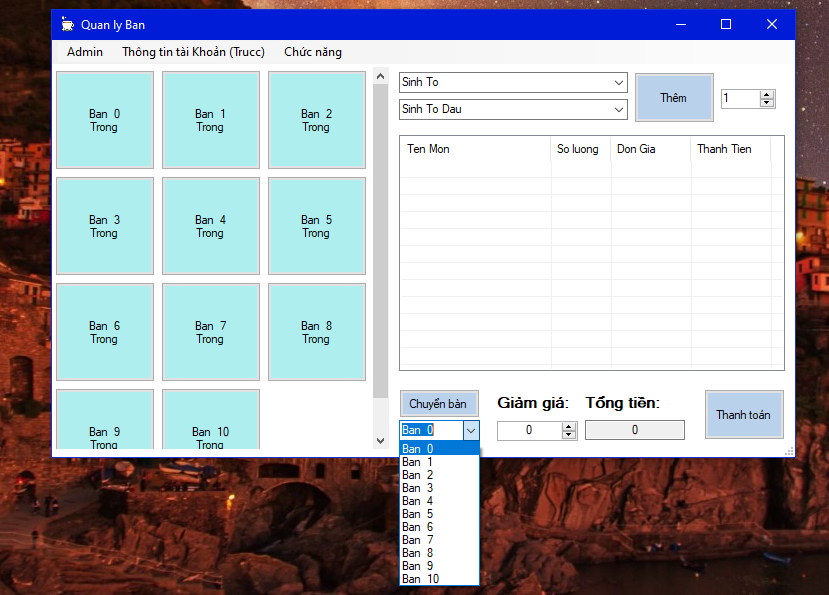 Quan ly Ban
Admin Thông tin tài Khoản (Trucc) Chức năng
Ban 0
Trong
Ban 1
Trong
Ban 2
Trong
Ban 3
Trong
Ban 4
Trong
Ban 5
Trong
Ban 6
Trong
Ban 7
Trong
Ban 8
Trong
Ban 9
Trong
Ban 10
Trong
Sinh To
Sinh To Dau
Thêm
1
Ten Mon So luong Don Gia Thanh Tien
Chuyển bàn
Ban 0
Giảm giá:
0
Tổng tiền:
0
Thanh toán
Ban 0
Ban 1
Ban 2
Ban 3
Ban 4
Ban 5
Ban 6
Ban 7
Ban 8
Ban 9
Ban 10